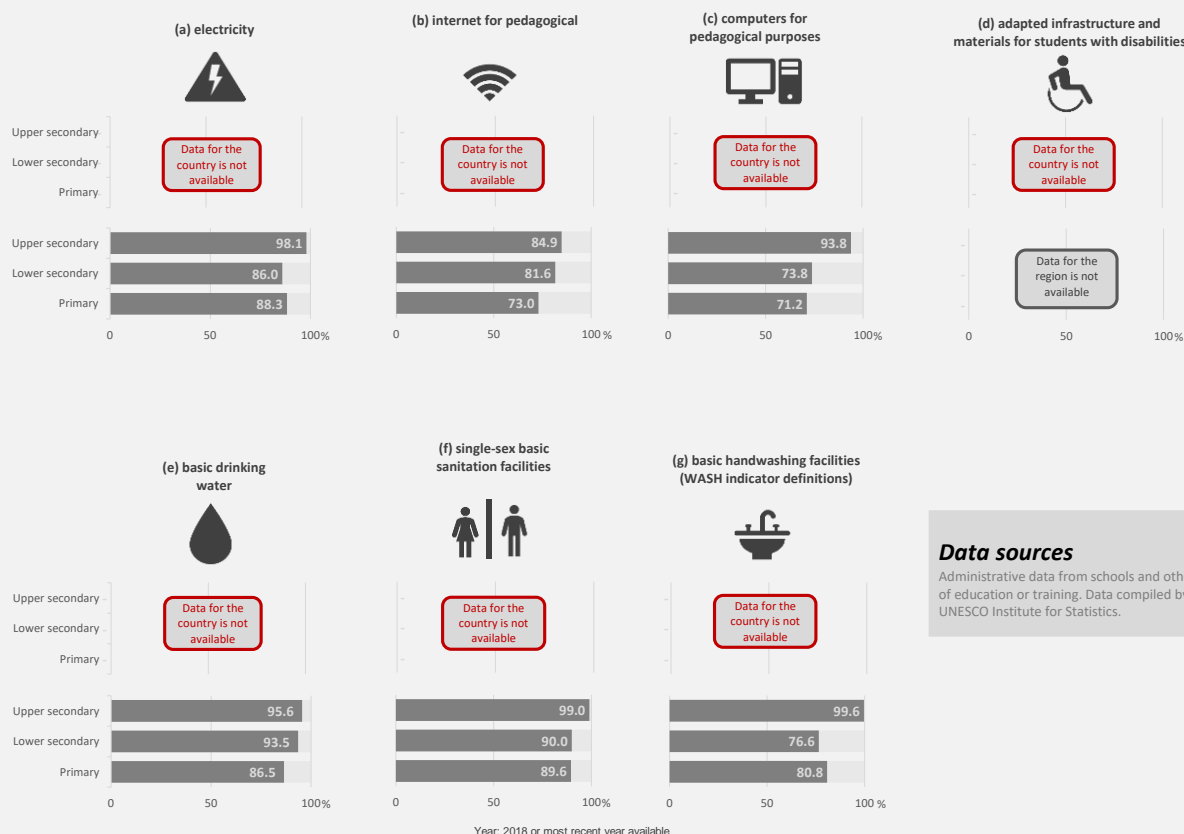 (a) electricity
(b) internet for pedagogical
(c) computers for
pedagogical purposes
(d) adapted infrastructure and
materials for students with disabilities
Upper secondary
Lower secondary
Primary
Data for the
country is not
available
Data for the
country is not
available
Data for the
country is not
available
Data for the
country is not
available
Upper secondary
Lower secondary
Primary
98.1
86.0
88.3
0 50 100%
84.9
81.6
73.0
0 50 100%
93.8
73.8
71.2
0 50 100%
Data for the
region is not
available
0 50 100%
(e) basic drinking
water
(f) single-sex basic
sanitation facilities
(g) basic handwashing facilities
(WASH indicator definitions)
Upper secondary
Lower secondary
Primary
Data for the
country is not
available
Data for the
country is not
available
Data for the
country is not
available
Upper secondary
Lower secondary
Primary
95.6
93.5
86.5
0 50 100%
99.0
90.0
89.6
0 50 100%
99.6
76.6
80.8
0 50 100 %
Data sources
Administrative data from schools and oth
of education or training. Data compiled by
UNESCO Institute for Statistics.
Year: 2018 or most recent year available